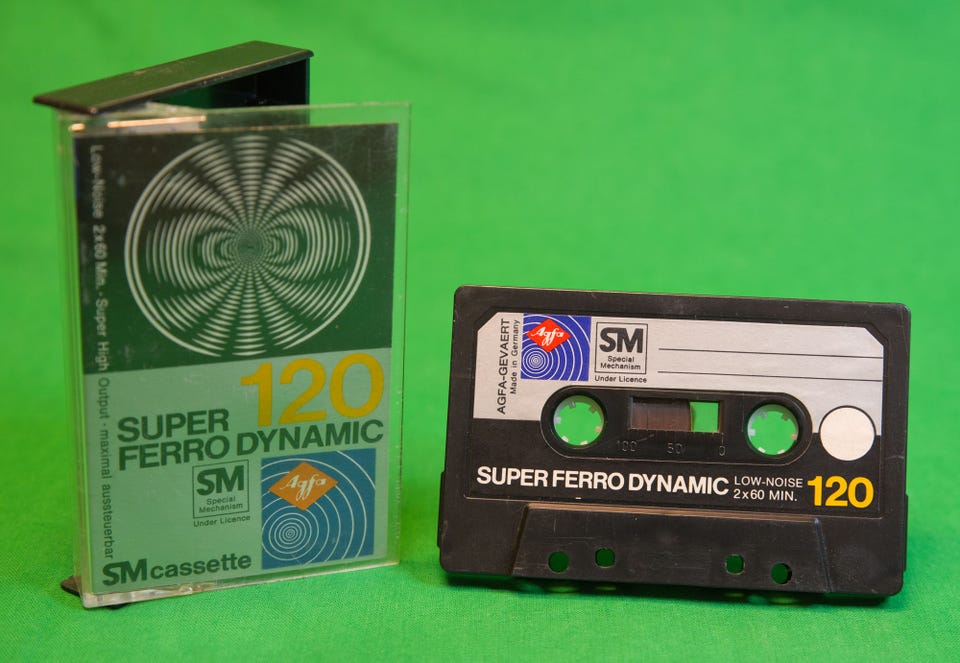 Low-Noise 2x60 Min. · Super High Output · maximal aussteuerbar
120
SUPER
FERRO DYNAMIC
SM
Special
Mechanism
Under Licence
Agfa
SM cassette
AGFA-GEVAERT
Made in Germany
Agfa
SM
Special
Mechanism
Under Licence
100 50 0
SUPER FERRO DYNAMIC
LOW-NOISE
2x60 MIN.
120